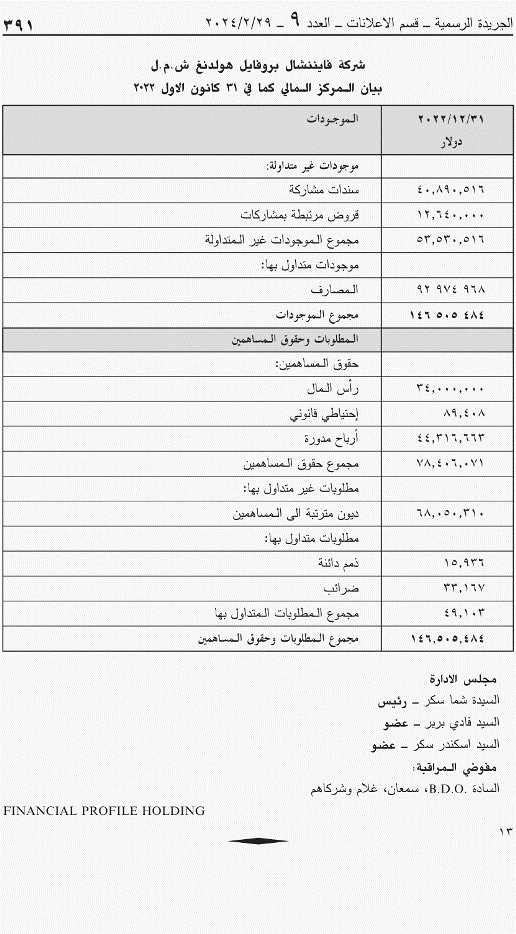 الجريدة الرسمية ـ قسم الاعلانات ـ العدد ٩ ـ ٢٠٢٤/٢/٢٩ ٣٩١
شركة فايننشال بروفايل هولدنغ ش.م.ل
بيان المركز المالي كما في ٣١ كانون الاول ٢٠٢٢
الموجودات ٢٠٢٢/١٢/٣١
دولار
موجودات غير متداولة:
سندات مشاركة ٤٠,٨٩٠,٥١٦
قروض مرتبطة بمشاركات ١٢,٦٤٠,٠٠٠
مجموع الموجودات غير المتداولة ٥٣,٥٣٠,٥١٦
موجودات متداول بها:
المصارف ٩٢ ٩٧٤ ٩٦٨
مجموع الموجودات ١٤٦ ٥٠٥ ٤٨٤
المطلوبات وحقوق المساهمين
حقوق المساهمين:
رأس المال ٣٤,٠٠٠,٠٠٠
إحتياطي قانوني ٨٩,٤٠٨
أرباح مدورة ٤٤,٣١٦,٦٦٣
مجموع حقوق المساهمين ٧٨,٤٠٦,٠٧١
مطلوبات غير متداول بها:
ديون مترتبة الى المساهمين ٦٨,٠٥٠,٣١٠
مطلوبات متداول بها:
ذمم دائنة ١٥,٩٣٦
ضرائب ٣٣,١٦٧
مجموع المطلوبات المتداول بها ٤٩,١٠٣
مجموع المطلوبات وحقوق المساهمين ١٤٦,٥٠٥,٤٨٤
مجلس الادارة
السيدة شما سكر ـ رئيس
السيد فادي بربر ـ عضو
السيد اسكندر سكر ـ عضو
مفوضي المراقبة:
السادة .B.D.O، سمعان، غلام وشركاهم
FINANCIAL PROFILE HOLDING
١٣